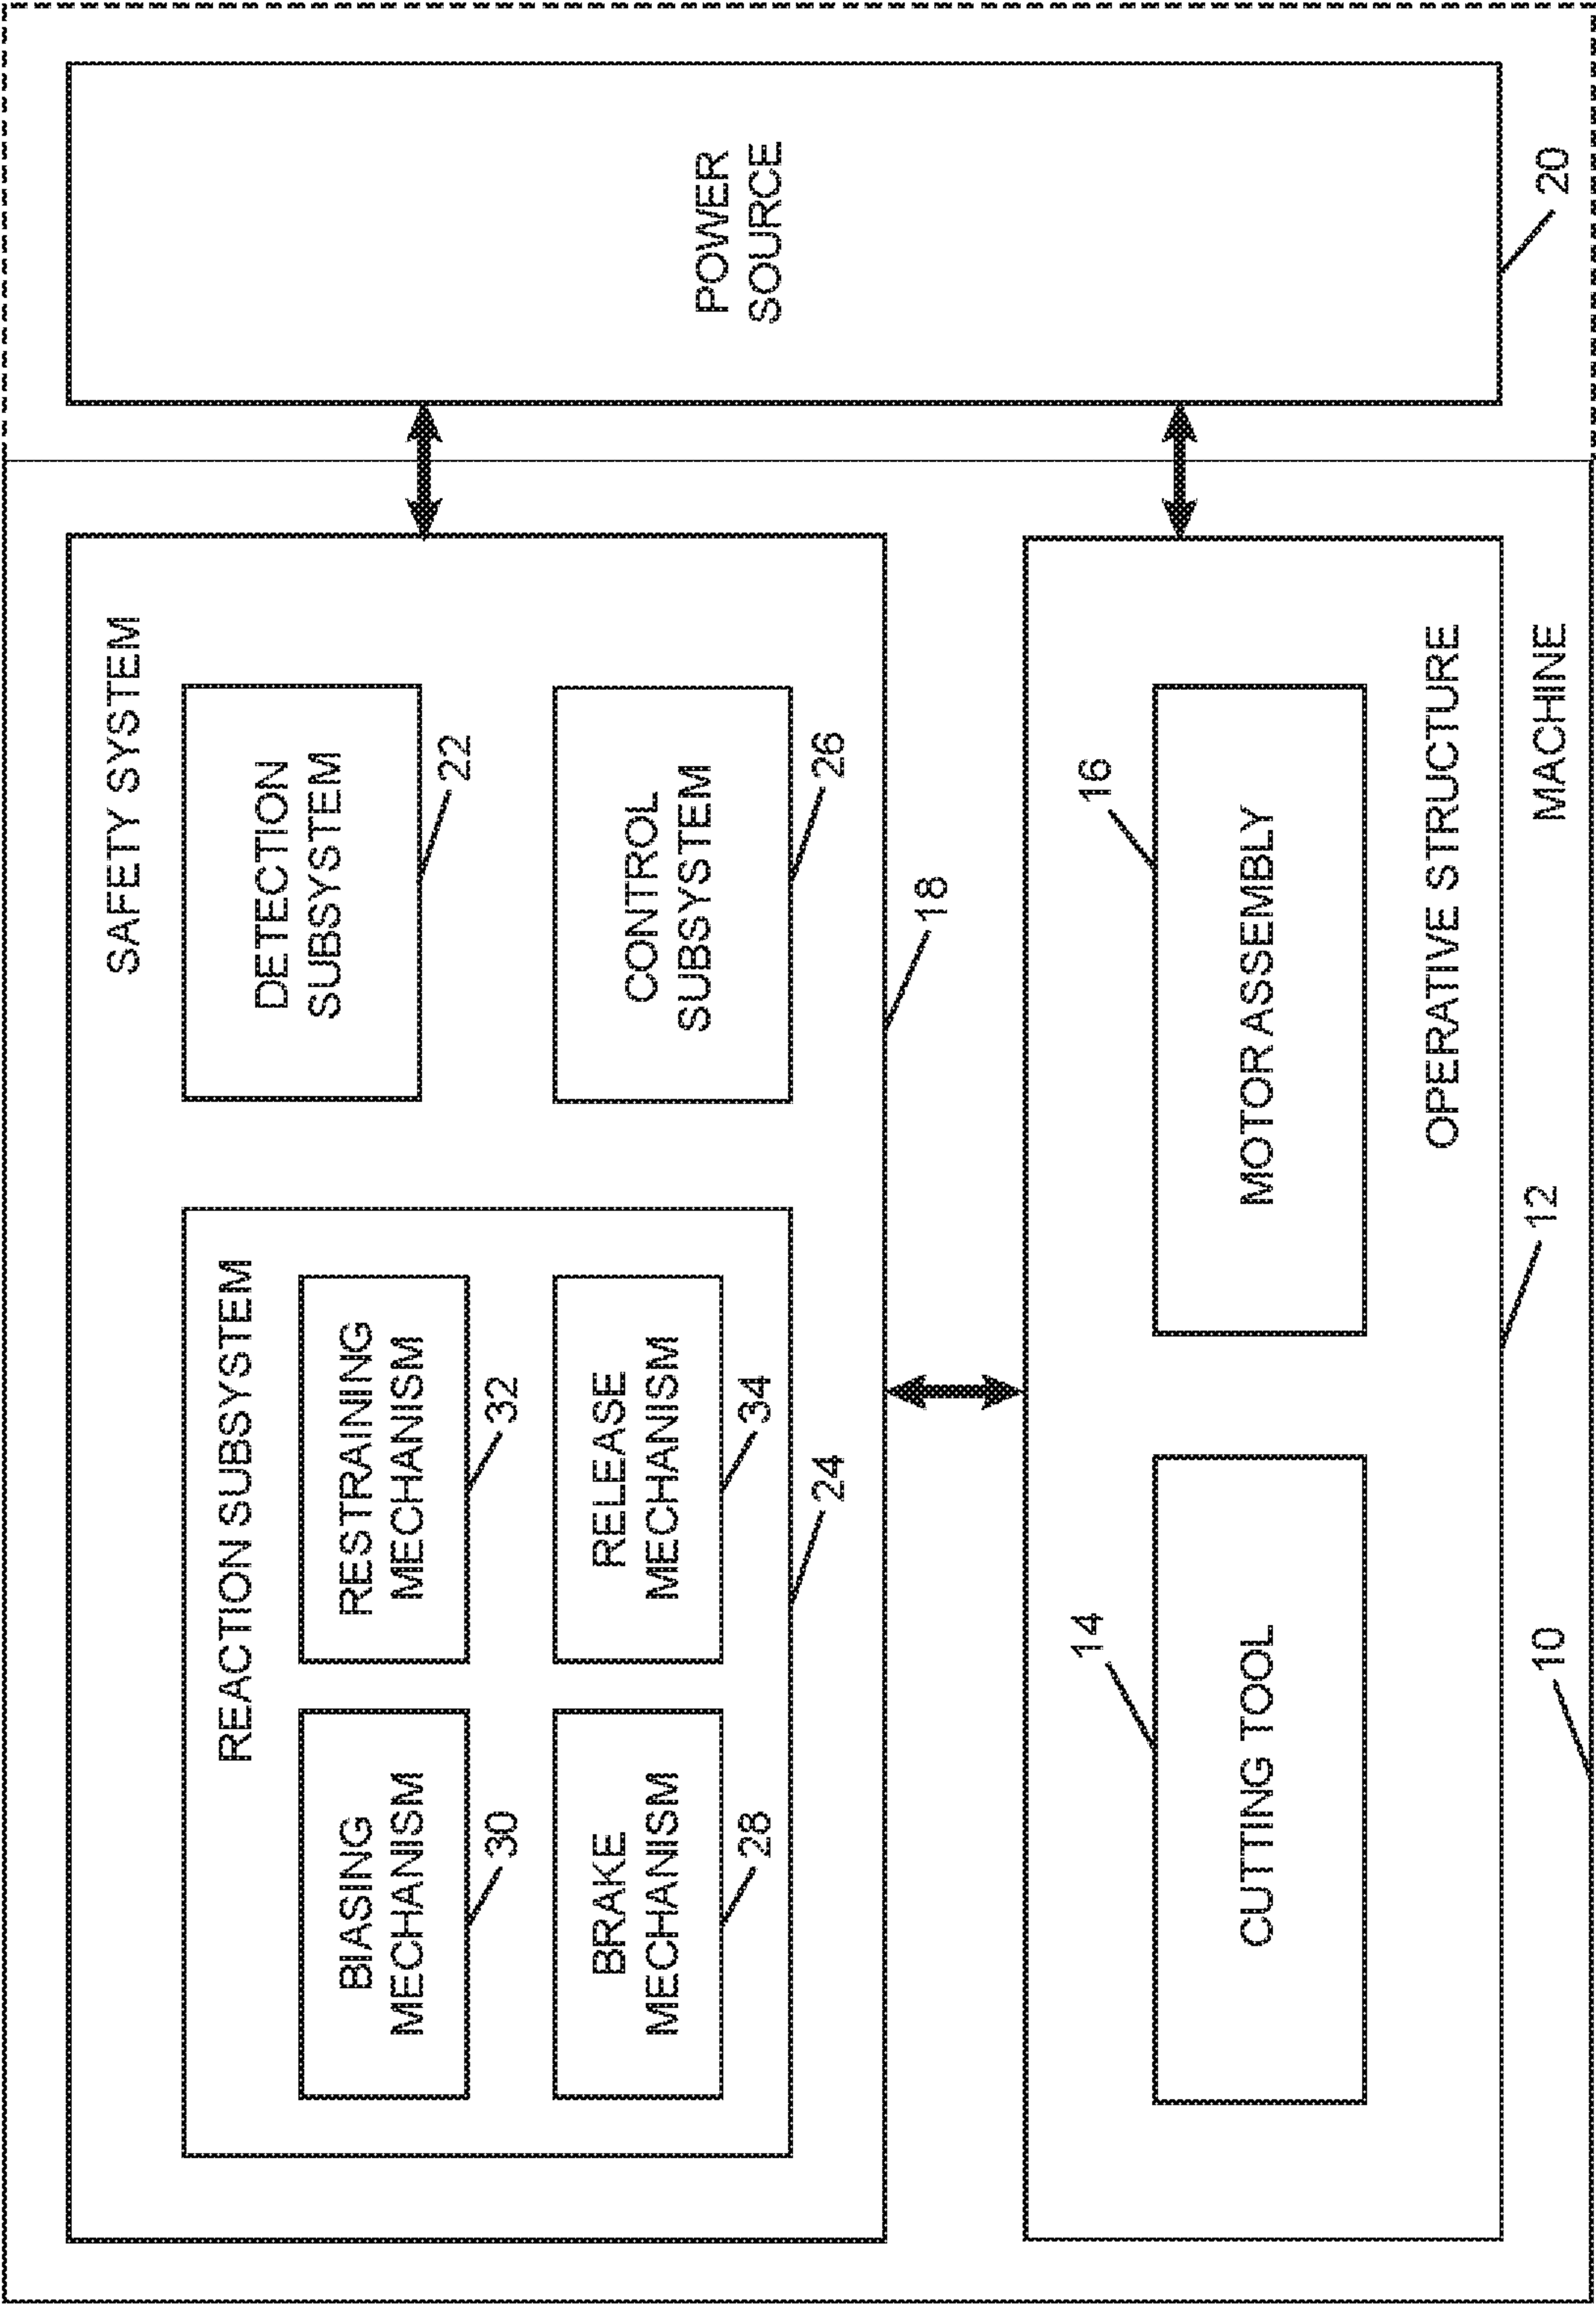 SAFETY SYSTEM
REACTION SUBSYSTEM
BIASING
MECHANISM
30
RESTRAINING
MECHANISM
32
BRAKE
MECHANISM
28
RELEASE
MECHANISM
34
24
DETECTION
SUBSYSTEM
22
CONTROL
SUBSYSTEM
26
18
POWER
SOURCE
20
14
CUTTING TOOL
16
MOTOR ASSEMBLY
OPERATIVE STRUCTURE
12
MACHINE
10